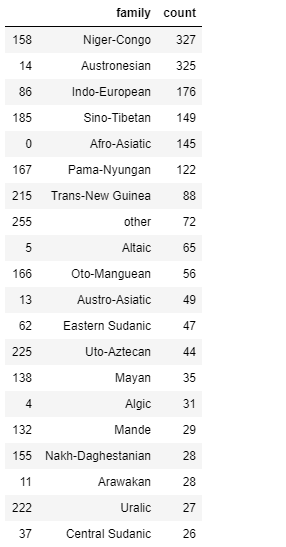 family count
158 Niger-Congo 327
14 Austronesian 325
86 Indo-European 176
185 Sino-Tibetan 149
0 Afro-Asiatic 145
167 Pama-Nyungan 122
215 Trans-New Guinea 88
255 other 72
5 Altaic 65
166 Oto-Manguean 56
13 Austro-Asiatic 49
62 Eastern Sudanic 47
225 Uto-Aztecan 44
138 Mayan 35
4 Algic 31
132 Mande 29
155 Nakh-Daghestanian 28
11 Arawakan 28
222 Uralic 27
37 Central Sudanic 26